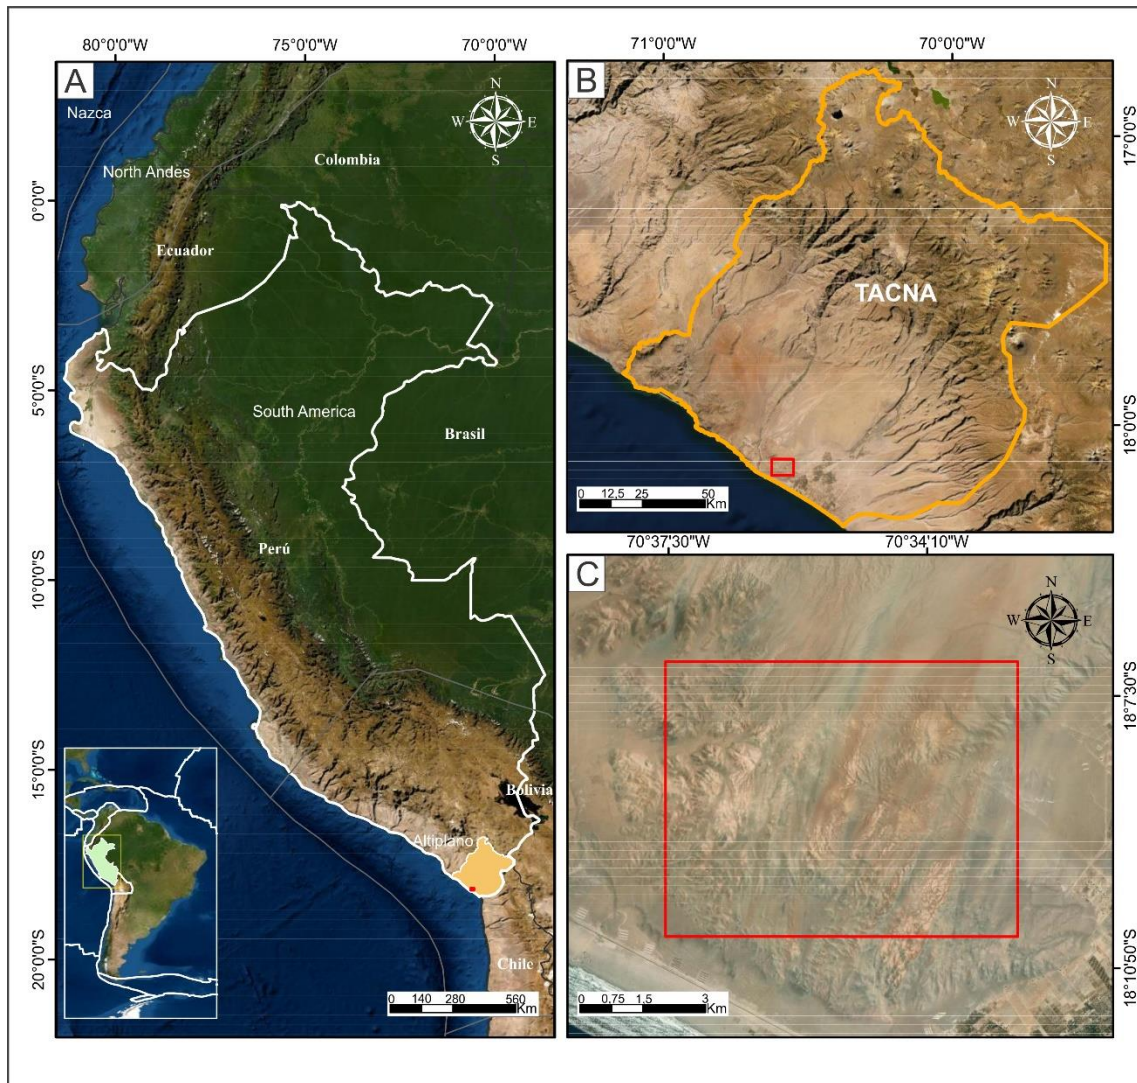 80°0'0"W
75°0'0"W
70°0'0"W
0°0'0"
5°0'0"S
10°0'0"S
15°0'0"S
20°0'0"S
A
N
W
E
S
Nazca
North Andes
Colombia
Ecuador
South America
Brasil
Perú
Bolivia
Altiplano
Chile
0 140 280 560
Km
71°0'0"W
70°0'0"W
B
N
W
E
S
TACNA
17°0'0"S
18°0'0"S
0 12,5 25 50
Km
70°37'30"W
70°34'10"W
C
N
W
E
S
18°7'30"S
18°10'50"S
0 0,75 1,5 3
Km